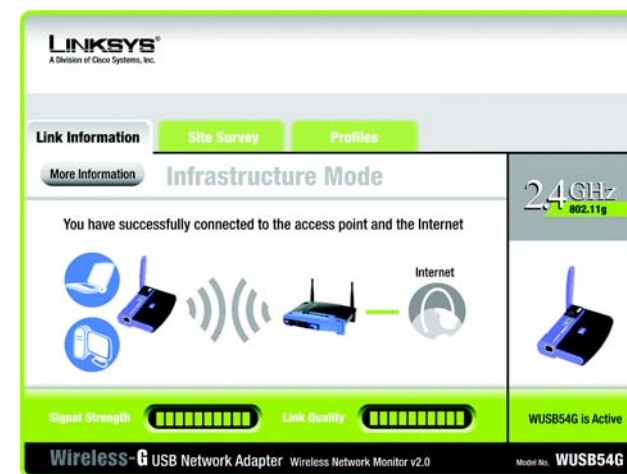 LINKSYS®
A Division of Cisco Systems, Inc.
Link Information
Site Survey
Profiles
More Information
Infrastructure Mode
2.4GHz
802.11g
You have successfully connected to the access point and the Internet
Internet
Signal Strength
Link Quality
WUSB54G is Active
Wireless-G USB Network Adapter Wireless Network Monitor v2.0
Model No. WUSB54G